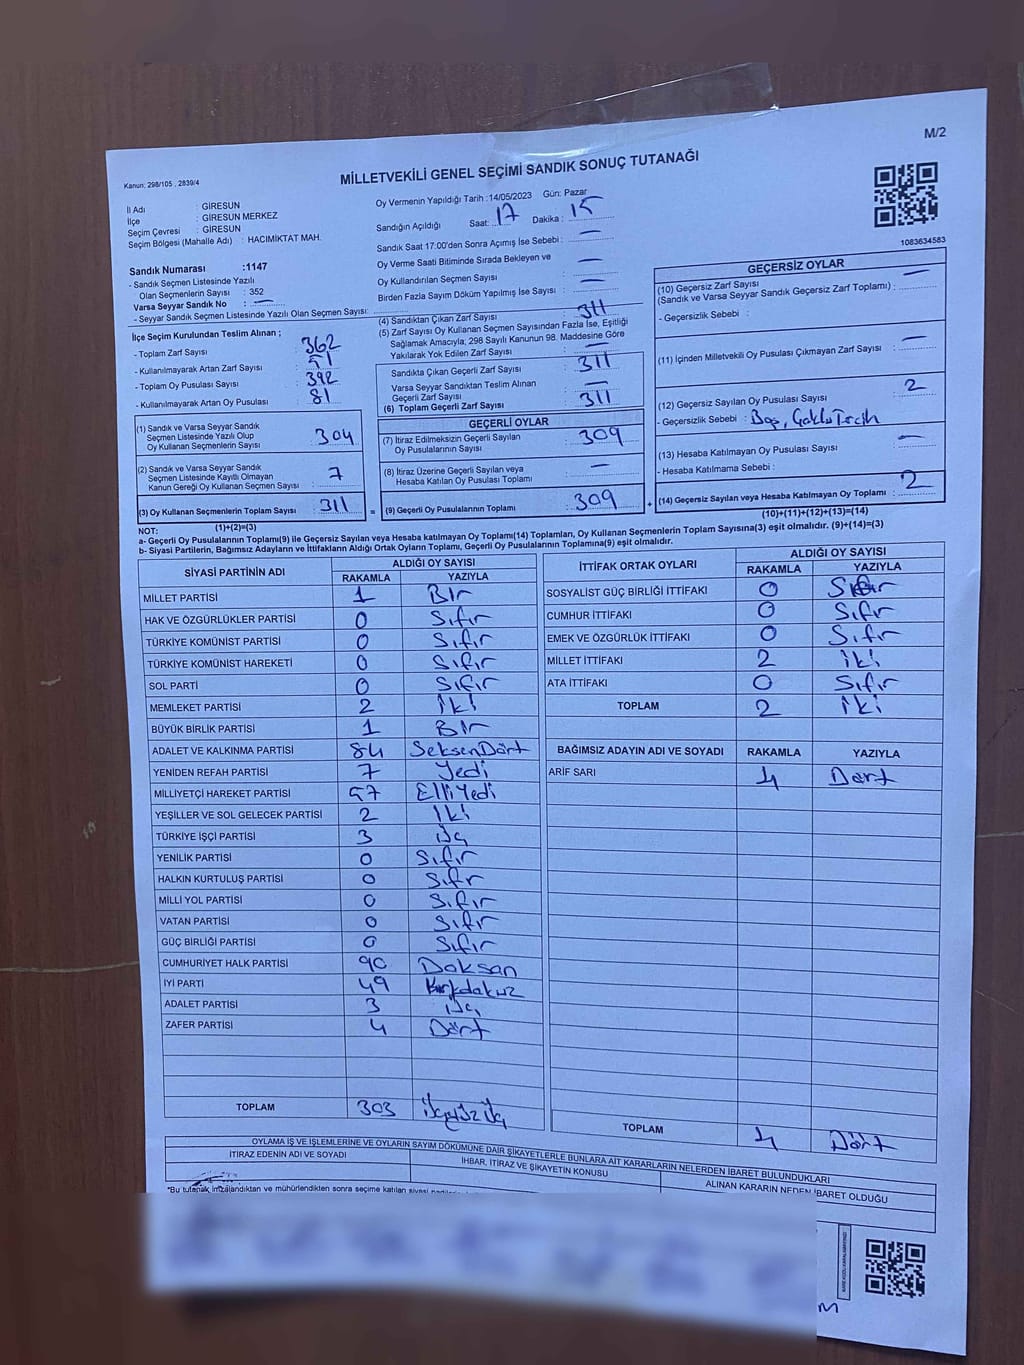 M/2
Kanun: 298/105 , 2839/4
MİLLETVEKİLİ GENEL SEÇİMİ SANDIK SONUÇ TUTANAĞI
İl Adı : GİRESUN
İlçe : GİRESUN MERKEZ
Seçim Çevresi : GİRESUN
Seçim Bölgesi (Mahalle Adı) : HACIMİKTAT MAH.
Oy Vermenin Yapıldığı Tarih :14/05/2023 Gün: Pazar
Sandığın Açıldığı Saat: 17 Dakika : 15
Sandık Saat 17:00'den Sonra Açımış İse Sebebi : —
Oy Verme Saati Bitiminde Sırada Bekleyen ve
Oy Kullandırılan Seçmen Sayısı : —
Birden Fazla Sayım Döküm Yapılmış İse Sayısı : —
1083634583
Sandık Numarası :1147
- Sandık Seçmen Listesinde Yazılı
Olan Seçmenlerin Sayısı : 352
Varsa Seyyar Sandık No : —
- Seyyar Sandık Seçmen Listesinde Yazılı Olan Seçmen Sayısı:
İlçe Seçim Kurulundan Teslim Alınan ;
- Toplam Zarf Sayısı : 362
- Kullanılmayarak Artan Zarf Sayısı : 51
- Toplam Oy Pusulası Sayısı : 392
- Kullanılmayarak Artan Oy Pusulası : 81
(1) Sandık ve Varsa Seyyar Sandık
Seçmen Listesinde Yazılı Olup
Oy Kullanan Seçmenlerin Sayısı : 304
(2) Sandık ve Varsa Seyyar Sandık
Seçmen Listesinde Kayıtlı Olmayan
Kanun Gereği Oy Kullanan Seçmen Sayısı : 7
(3) Oy Kullanan Seçmenlerin Toplam Sayısı : 311
(1)+(2)=(3)
(4) Sandıktan Çıkan Zarf Sayısı : 311
(5) Zarf Sayısı Oy Kullanan Seçmen Sayısından Fazla İse, Eşitliği
Sağlamak Amacıyla, 298 Sayılı Kanunun 98. Maddesine Göre
Yakılarak Yok Edilen Zarf Sayısı : —
Sandıkta Çıkan Geçerli Zarf Sayısı : 311
Varsa Seyyar Sandıktan Teslim Alınan
Geçerli Zarf Sayısı : —
(6) Toplam Geçerli Zarf Sayısı : 311
GEÇERLİ OYLAR
(7) İtiraz Edilmeksizin Geçerli Sayılan
Oy Pusulalarının Sayısı : 309
(8) İtiraz Üzerine Geçerli Sayılan veya
Hesaba Katılan Oy Pusulası Toplamı : —
= (9) Geçerli Oy Pusulalarının Toplamı : 309 +
GEÇERSİZ OYLAR
(10) Geçersiz Zarf Sayısı
(Sandık ve Varsa Seyyar Sandık Geçersiz Zarf Toplamı) : —
- Geçersizlik Sebebi :
(11) İçinden Milletvekili Oy Pusulası Çıkmayan Zarf Sayısı : —
(12) Geçersiz Sayılan Oy Pusulası Sayısı : 2
- Geçersizlik Sebebi : Boş, Çoklu Tercih
(13) Hesaba Katılmayan Oy Pusulası Sayısı : —
- Hesaba Katılmama Sebebi :
(14) Geçersiz Sayılan veya Hesaba Katılmayan Oy Toplamı : 2
(10)+(11)+(12)+(13)=(14)
NOT:
a- Geçerli Oy Pusulalarının Toplamı(9) ile Geçersiz Sayılan veya Hesaba katılmayan Oy Toplamı(14) Toplamları, Oy Kullanan Seçmenlerin Toplam Sayısına(3) eşit olmalıdır. (9)+(14)=(3)
b- Siyasi Partilerin, Bağımsız Adayların ve İttifakların Aldığı Ortak Oyların Toplamı, Geçerli Oy Pusulalarının Toplamına(9) eşit olmalıdır.
SİYASİ PARTİNİN ADI ALDIĞI OY SAYISI
RAKAMLA YAZIYLA
MİLLET PARTİSİ 1 Bir
HAK VE ÖZGÜRLÜKLER PARTİSİ 0 Sıfır
TÜRKİYE KOMÜNİST PARTİSİ 0 Sıfır
TÜRKİYE KOMÜNİST HAREKETİ 0 Sıfır
SOL PARTİ 0 Sıfır
MEMLEKET PARTİSİ 2 İki
BÜYÜK BİRLİK PARTİSİ 1 Bir
ADALET VE KALKINMA PARTİSİ 84 SeksenDört
YENİDEN REFAH PARTİSİ 7 Yedi
MİLLİYETÇİ HAREKET PARTİSİ 57 ElliYedi
YEŞİLLER VE SOL GELECEK PARTİSİ 2 İki
TÜRKİYE İŞÇİ PARTİSİ 3 Üç
YENİLİK PARTİSİ 0 Sıfır
HALKIN KURTULUŞ PARTİSİ 0 Sıfır
MİLLİ YOL PARTİSİ 0 Sıfır
VATAN PARTİSİ 0 Sıfır
GÜÇ BİRLİĞİ PARTİSİ 0 Sıfır
CUMHURİYET HALK PARTİSİ 90 Doksan
İYİ PARTİ 49 Kırkdokuz
ADALET PARTİSİ 3 Üç
ZAFER PARTİSİ 4 Dört
TOPLAM 303 Üçyüz Üç
İTTİFAK ORTAK OYLARI ALDIĞI OY SAYISI
RAKAMLA YAZIYLA
SOSYALİST GÜÇ BİRLİĞİ İTTİFAKI 0 Sıfır
CUMHUR İTTİFAKI 0 Sıfır
EMEK VE ÖZGÜRLÜK İTTİFAKI 0 Sıfır
MİLLET İTTİFAKI 2 İki
ATA İTTİFAKI 0 Sıfır
TOPLAM 2 İki
BAĞIMSIZ ADAYIN ADI VE SOYADI RAKAMLA YAZIYLA
ARİF SARI 4 Dört
TOPLAM 4 Dört
OYLAMA İŞ VE İŞLEMLERİNE VE OYLARIN SAYIM DÖKÜMÜNE DAİR ŞİKAYETLERLE BUNLARA AİT KARARLARIN NELERDEN İBARET BULUNDUKLARI
İTİRAZ EDENİN ADI VE SOYADI İHBAR, İTİRAZ VE ŞİKAYETİN KONUSU ALINAN KARARIN NEDEN İBARET OLDUĞU
*Bu tutanak imzalandıktan ve mühürlendikten sonra seçime katılan siyasi